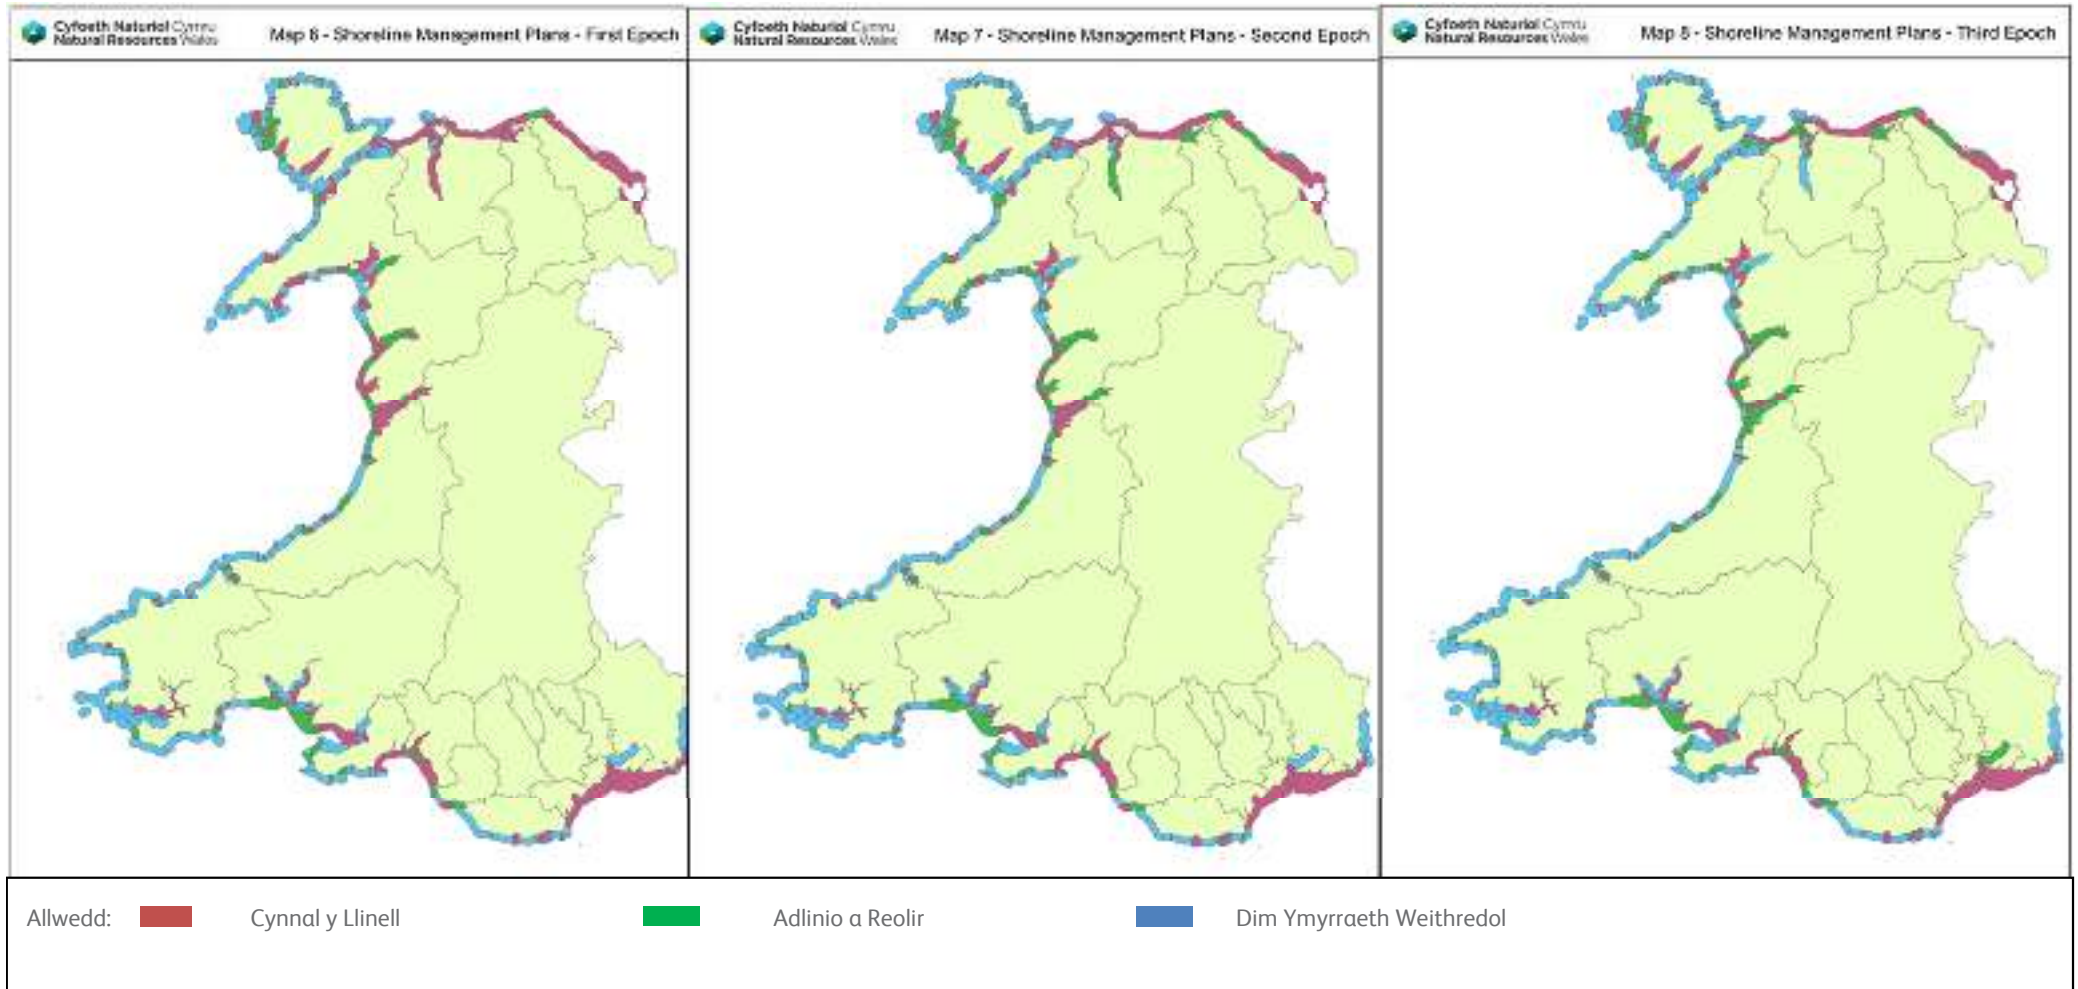 Cyfoeth Naturiol Cymru
Natural Resources Wales
Map 6 - Shoreline Management Plans - First Epoch
Cyfoeth Naturiol Cymru
Natural Resources Wales
Map 7 - Shoreline Management Plans - Second Epoch
Cyfoeth Naturiol Cymru
Natural Resources Wales
Map 8 - Shoreline Management Plans - Third Epoch
Allwedd: Cynnal y Llinell Adlinio a Reolir Dim Ymyrraeth Weithredol